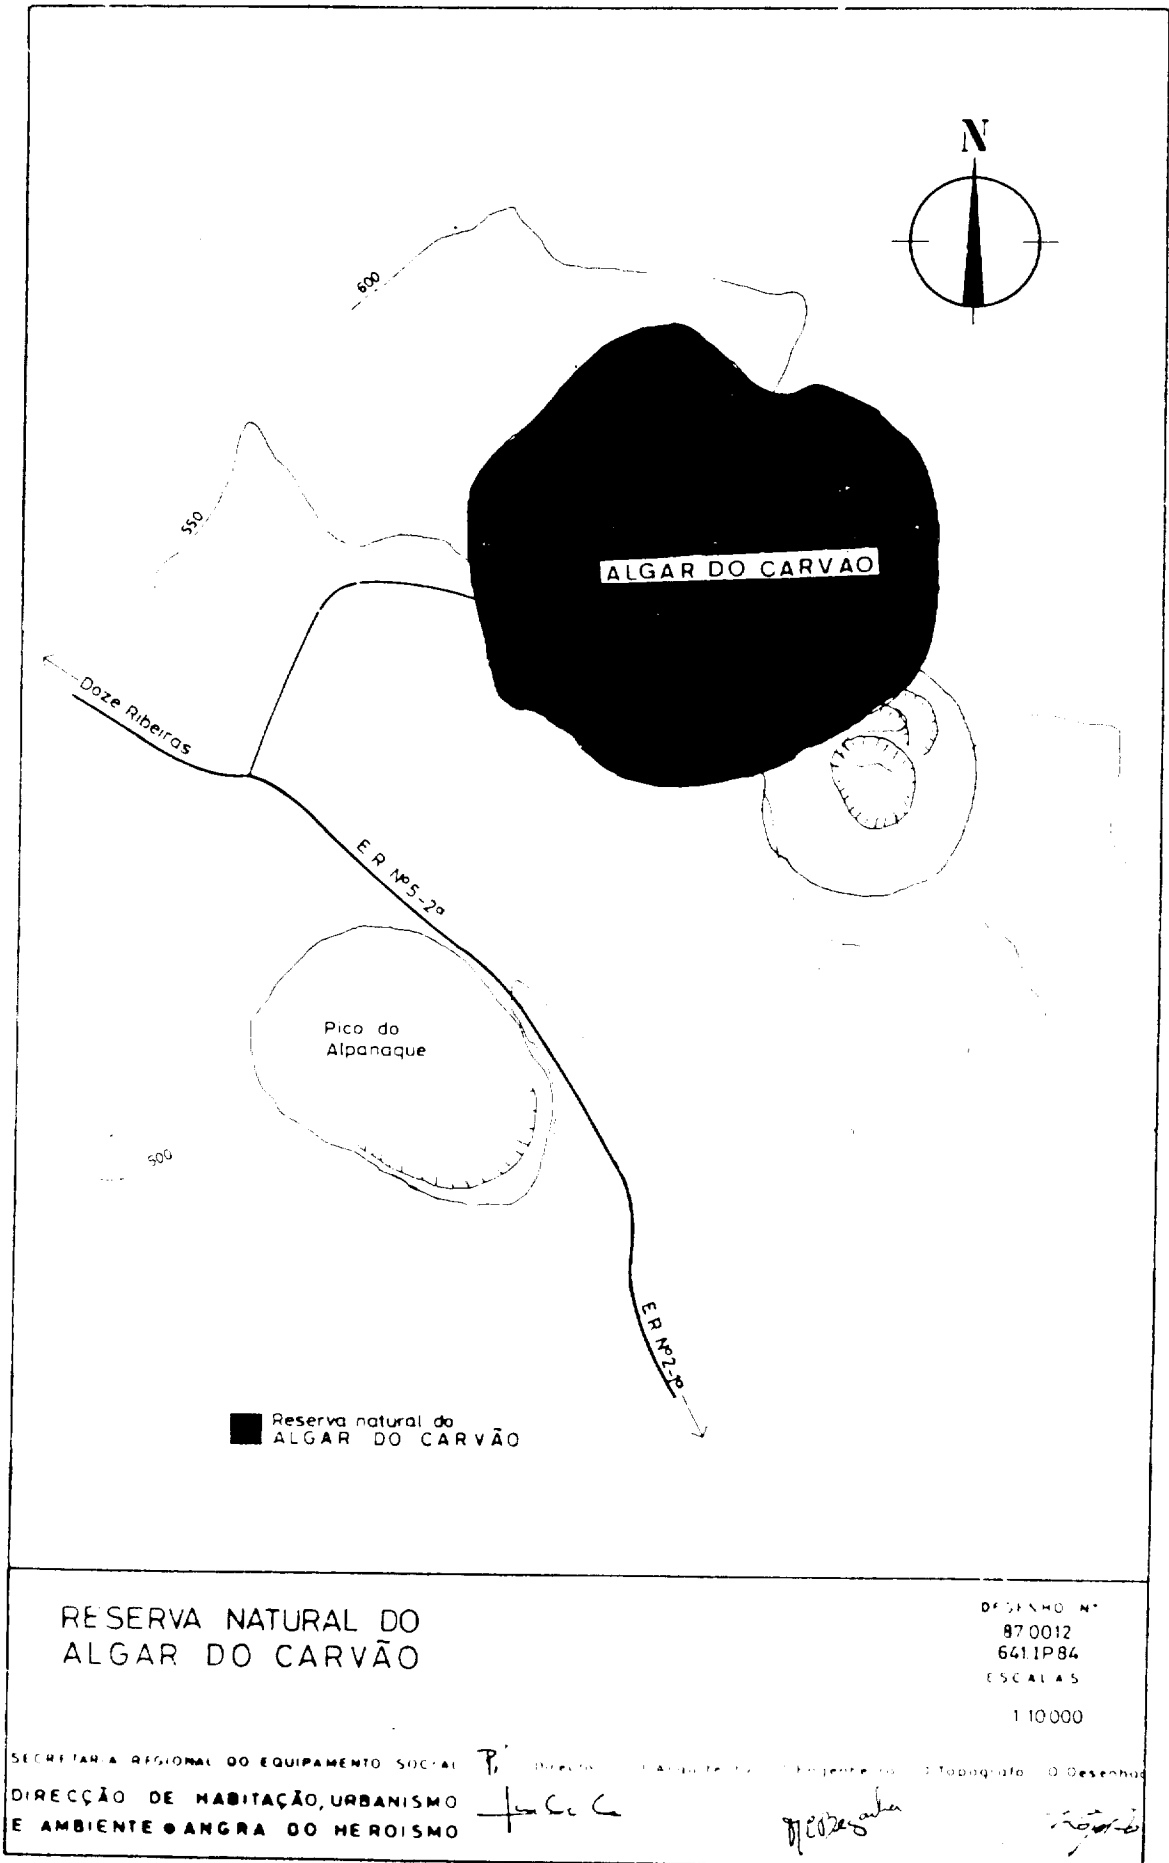 N
600
550
ALGAR DO CARVAO
Doze Ribeiras
E R Nº5-2ª
Pico do
Alpanaque
500
E R Nº2-1ª
Reserva natural do
ALGAR DO CARVÃO
RESERVA NATURAL DO
ALGAR DO CARVÃO
DESENHO Nº
87.0012
641.1P84
ESCALAS
1 10 000
SECRETARIA REGIONAL DO EQUIPAMENTO SOCIAL
O Topógrafo O Desenhad
DIRECÇÃO DE HABITAÇÃO, URBANISMO
E AMBIENTE ● ANGRA DO HEROISMO